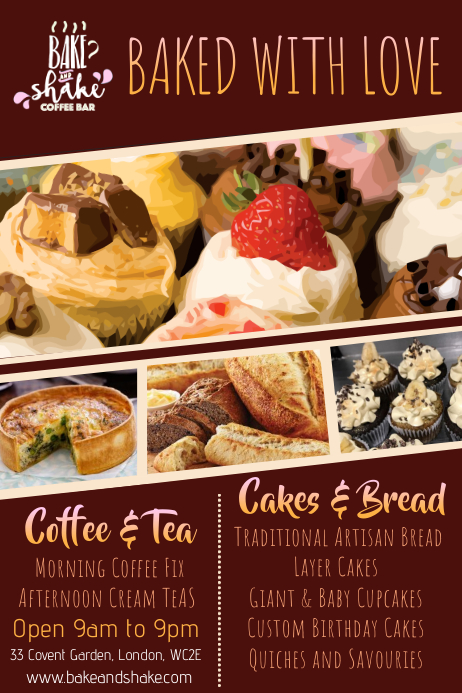 BAKE
AND
shake
COFFEE BAR
BAKED WITH LOVE
Coffee & Tea
MORNING COFFEE FIX
AFTERNOON CREAM TEAS
Open 9am to 9pm
33 Covent Garden, London, WC2E
www.bakeandshake.com
Cakes & Bread
TRADITIONAL ARTISAN BREAD
LAYER CAKES
GIANT & BABY CUPCAKES
CUSTOM BIRTHDAY CAKES
QUICHES AND SAVOURIES